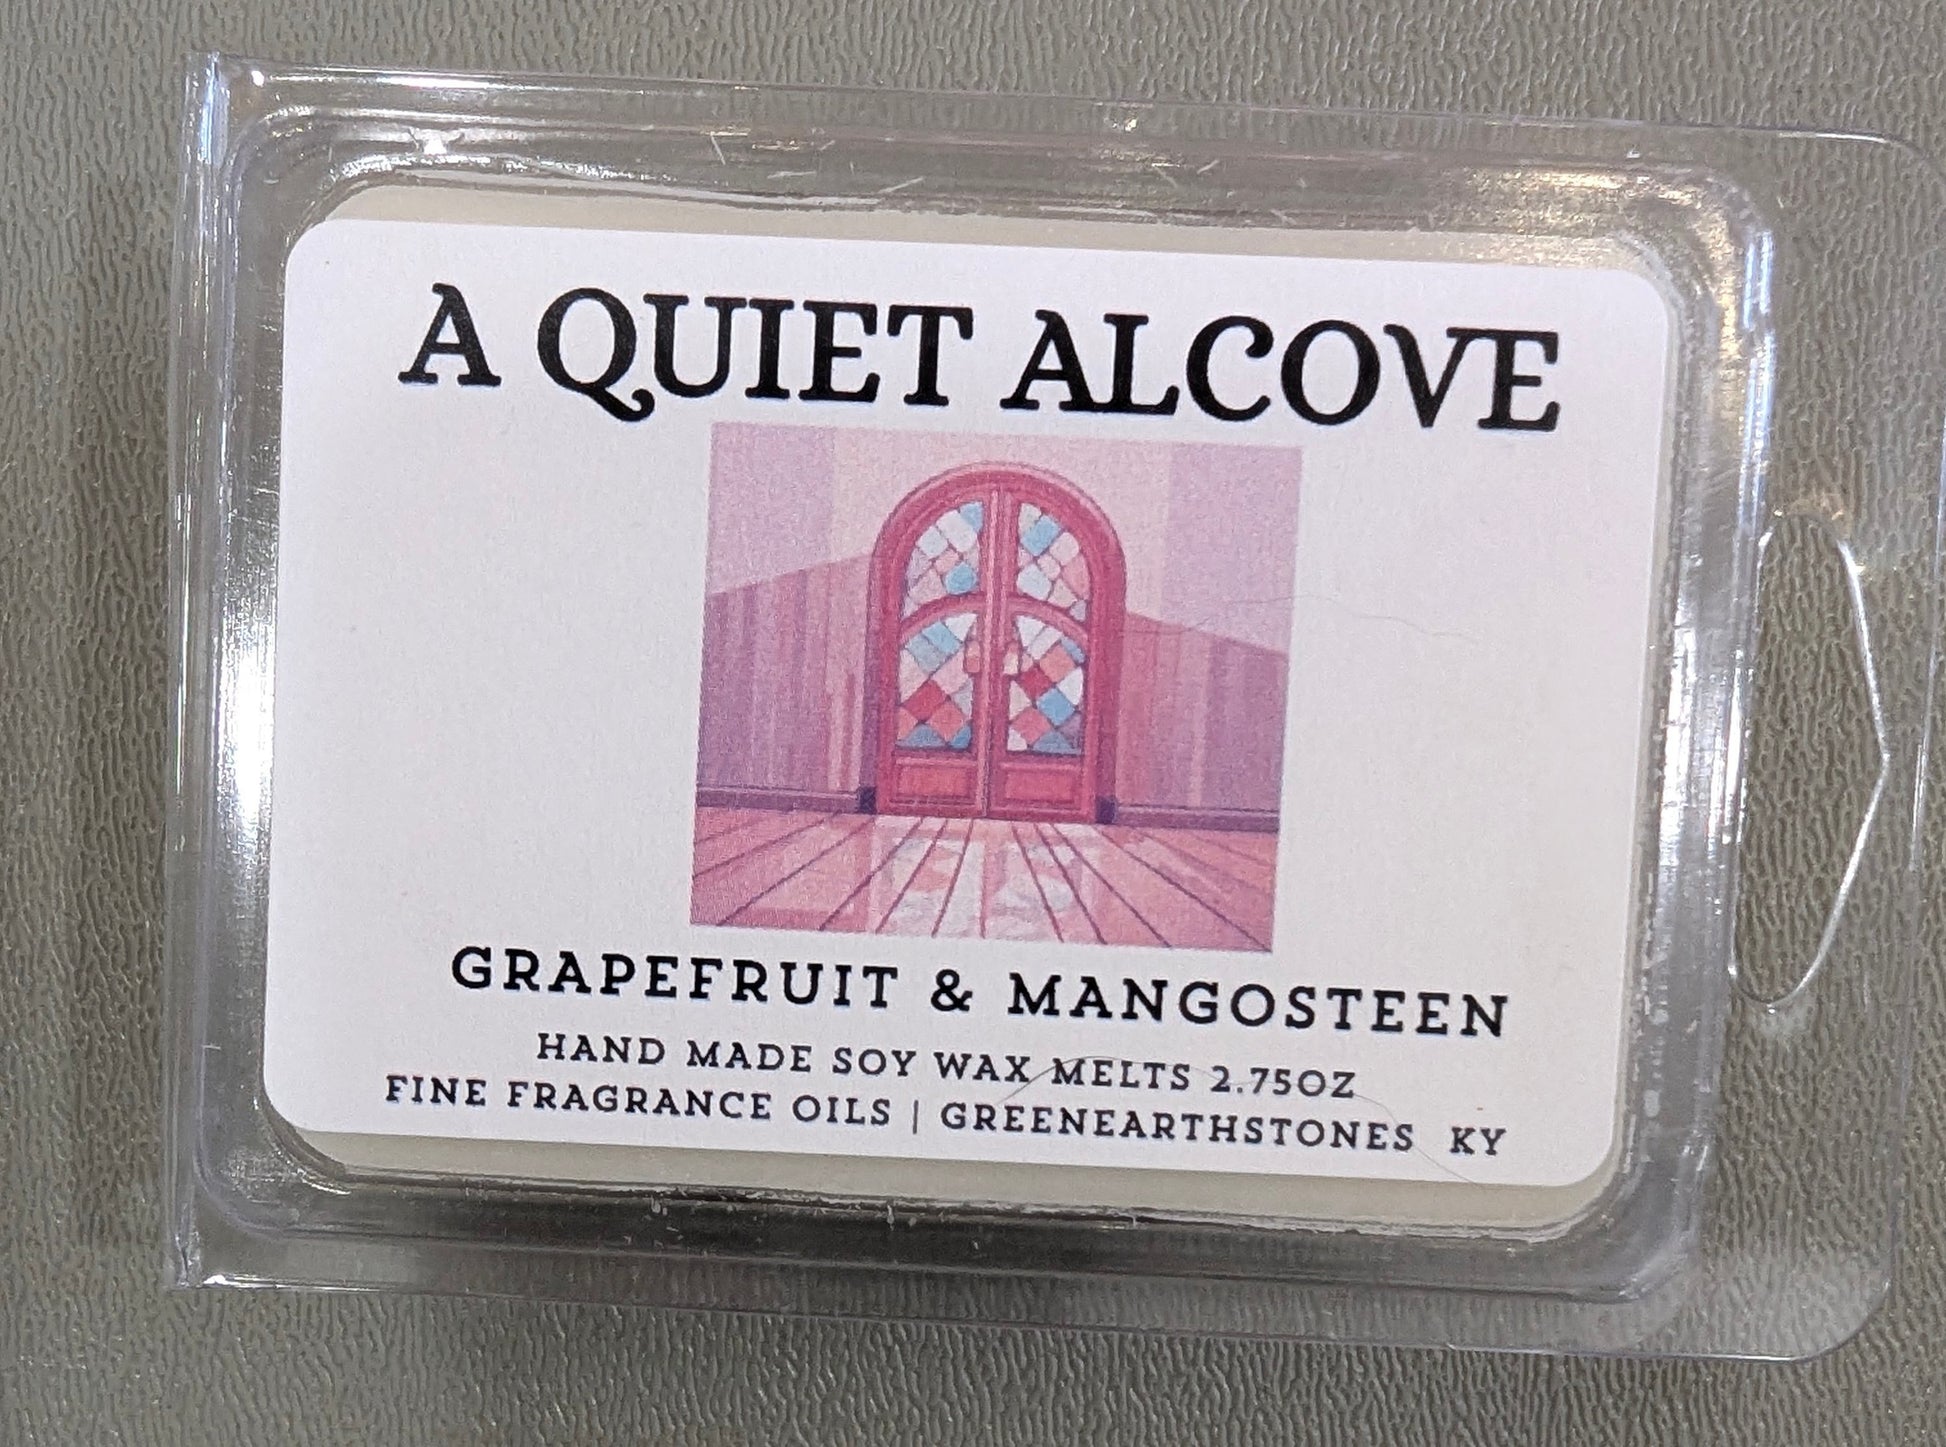 A QUIET ALCOVE
GRAPEFRUIT & MANGOSTEEN
HAND MADE SOY WAX MELTS 2.75OZ
FINE FRAGRANCE OILS | GREENEARTHSTONES KY